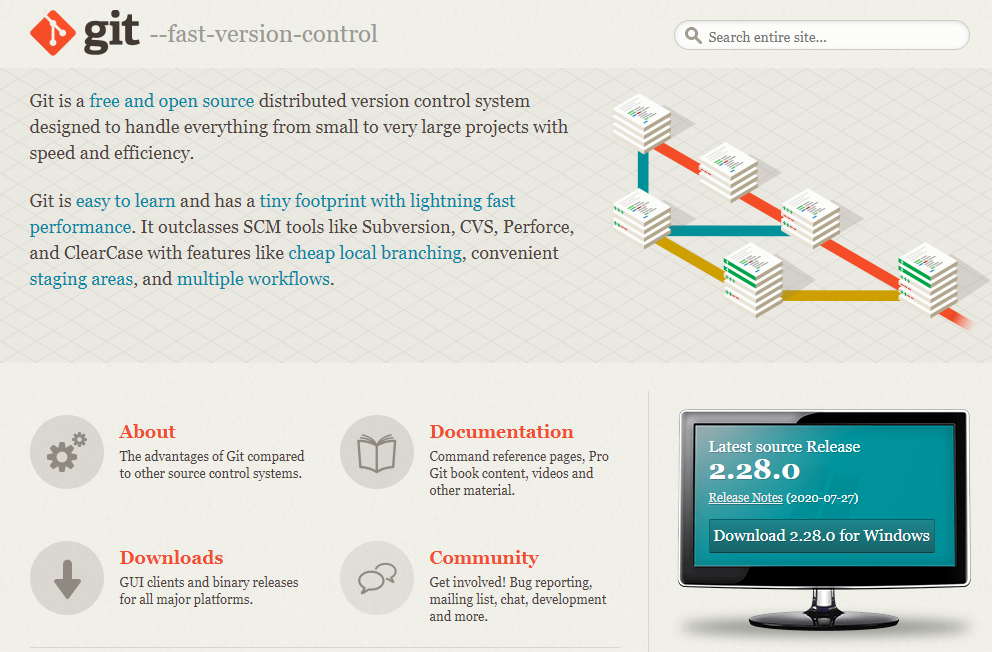 git --fast-version-control
Search entire site...
Git is a free and open source distributed version control system
designed to handle everything from small to very large projects with
speed and efficiency.
Git is easy to learn and has a tiny footprint with lightning fast
performance. It outclasses SCM tools like Subversion, CVS, Perforce,
and ClearCase with features like cheap local branching, convenient
staging areas, and multiple workflows.
About
The advantages of Git compared
to other source control systems.
Documentation
Command reference pages, Pro
Git book content, videos and
other material.
Downloads
GUI clients and binary releases
for all major platforms.
Community
Get involved! Bug reporting,
mailing list, chat, development
and more.
Latest source Release
2.28.0
Release Notes (2020-07-27)
Download 2.28.0 for Windows